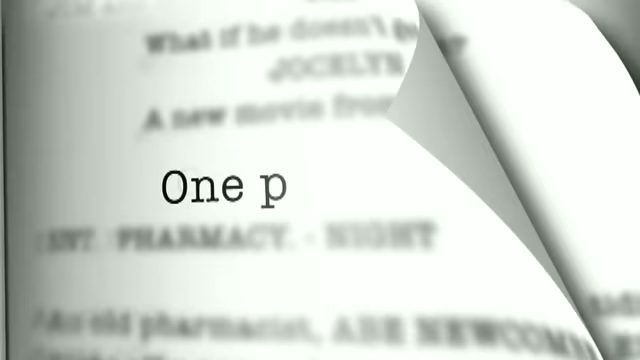 What if he doesn't
JOCELYN
A new movie from
One p
INT. PHARMACY. - NIGHT
An old pharmacist, ABE NEWCOMB